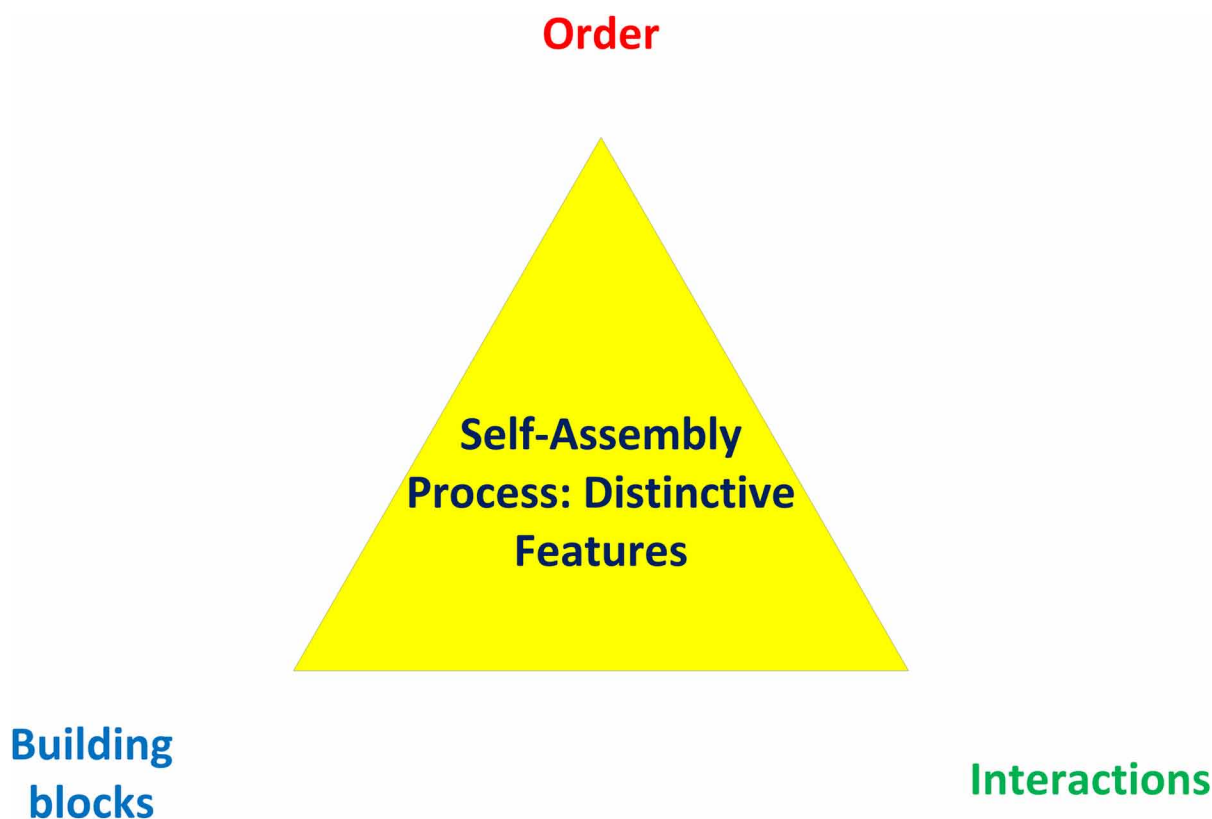 Order
Self-Assembly
Process: Distinctive
Features
Building
blocks
Interactions